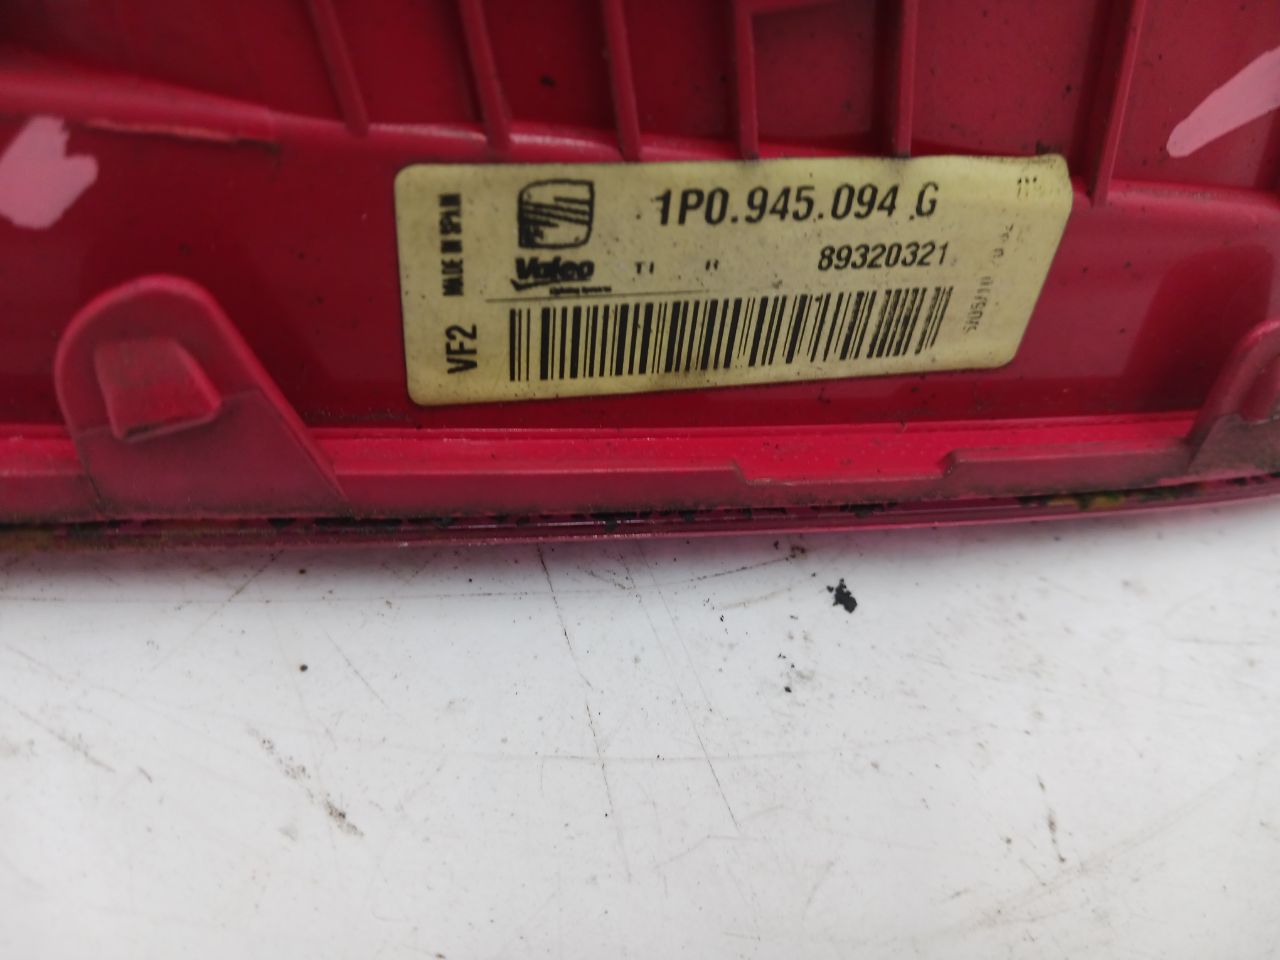 1P0.945.094 G
Valeo
89320321
MADE IN SPAIN
VF2